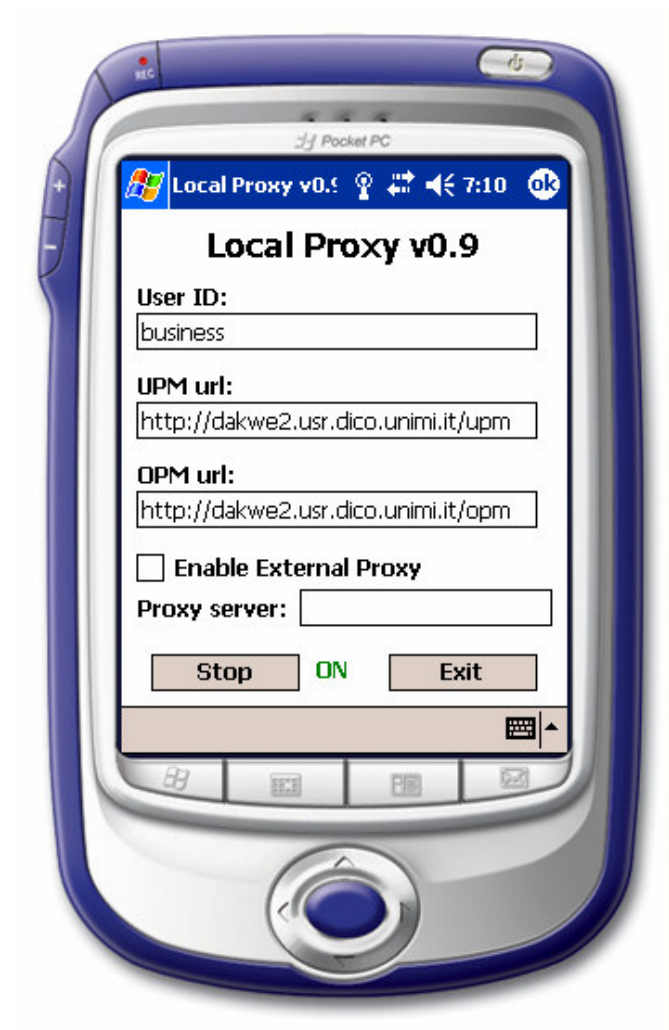 REC
Pocket PC
Local Proxy v0.9 7:10 ok
Local Proxy v0.9
User ID:
business
UPM url:
http://dakwe2.usr.dico.unimi.it/upm
OPM url:
http://dakwe2.usr.dico.unimi.it/opm
Enable External Proxy
Proxy server:
Stop ON Exit